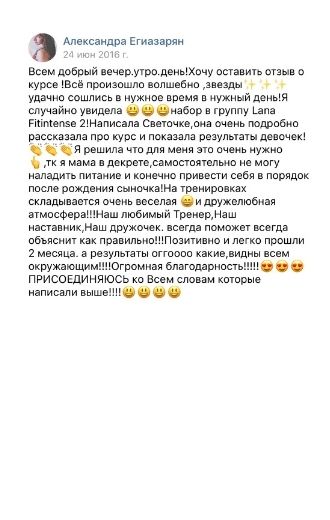 Александра Егиазарян
24 июн 2016 г.
Всем добрый вечер.утро.день!Хочу оставить отзыв о
курсе !Всё произошло волшебно ,звезды✨✨✨
удачно сошлись в нужное время в нужный день!Я
случайно увидела 😃😃😃набор в группу Lana
Fitintense 2!Написала Светочке,она очень подробно
рассказала про курс и показала результаты девочек!
👏👏👏Я решила что для меня это очень нужно
👆,тк я мама в декрете,самостоятельно не могу
наладить питание и конечно привести себя в порядок
после рождения сыночка!На тренировках
складывается очень веселая 😄и дружелюбная
атмосфера!!!Наш любимый Тренер,Наш
наставник,Наш дружочек. всегда поможет всегда
объяснит как правильно!!!Позитивно и легко прошли
2 месяца. а результаты оггоооо какие,видны всем
окружающим!!!!Огромная благодарность!!!!!😍😍😍
ПРИСОЕДИНЯЮСЬ ко Всем словам которые
написали выше!!!!😃😃😃😃